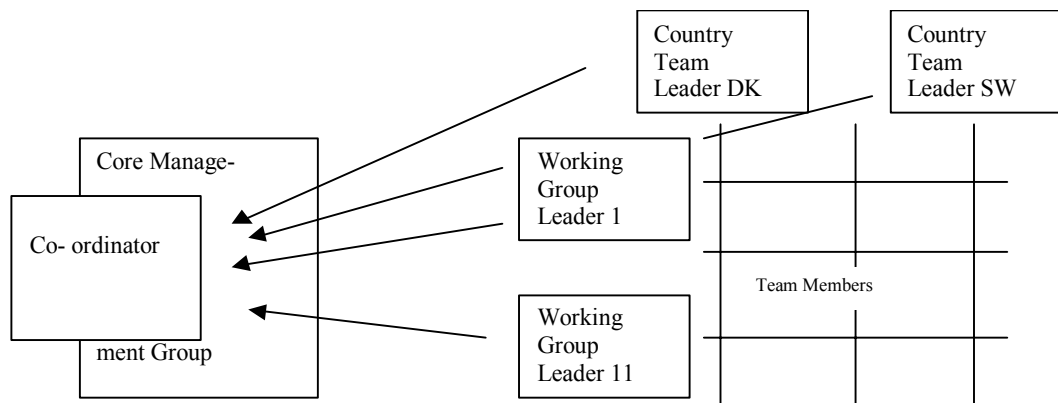 Country
Team
Leader DK
Country
Team
Leader SW
Core Manage-
Co- ordinator
ment Group
Working
Group
Leader 1
Team Members
Working
Group
Leader 11